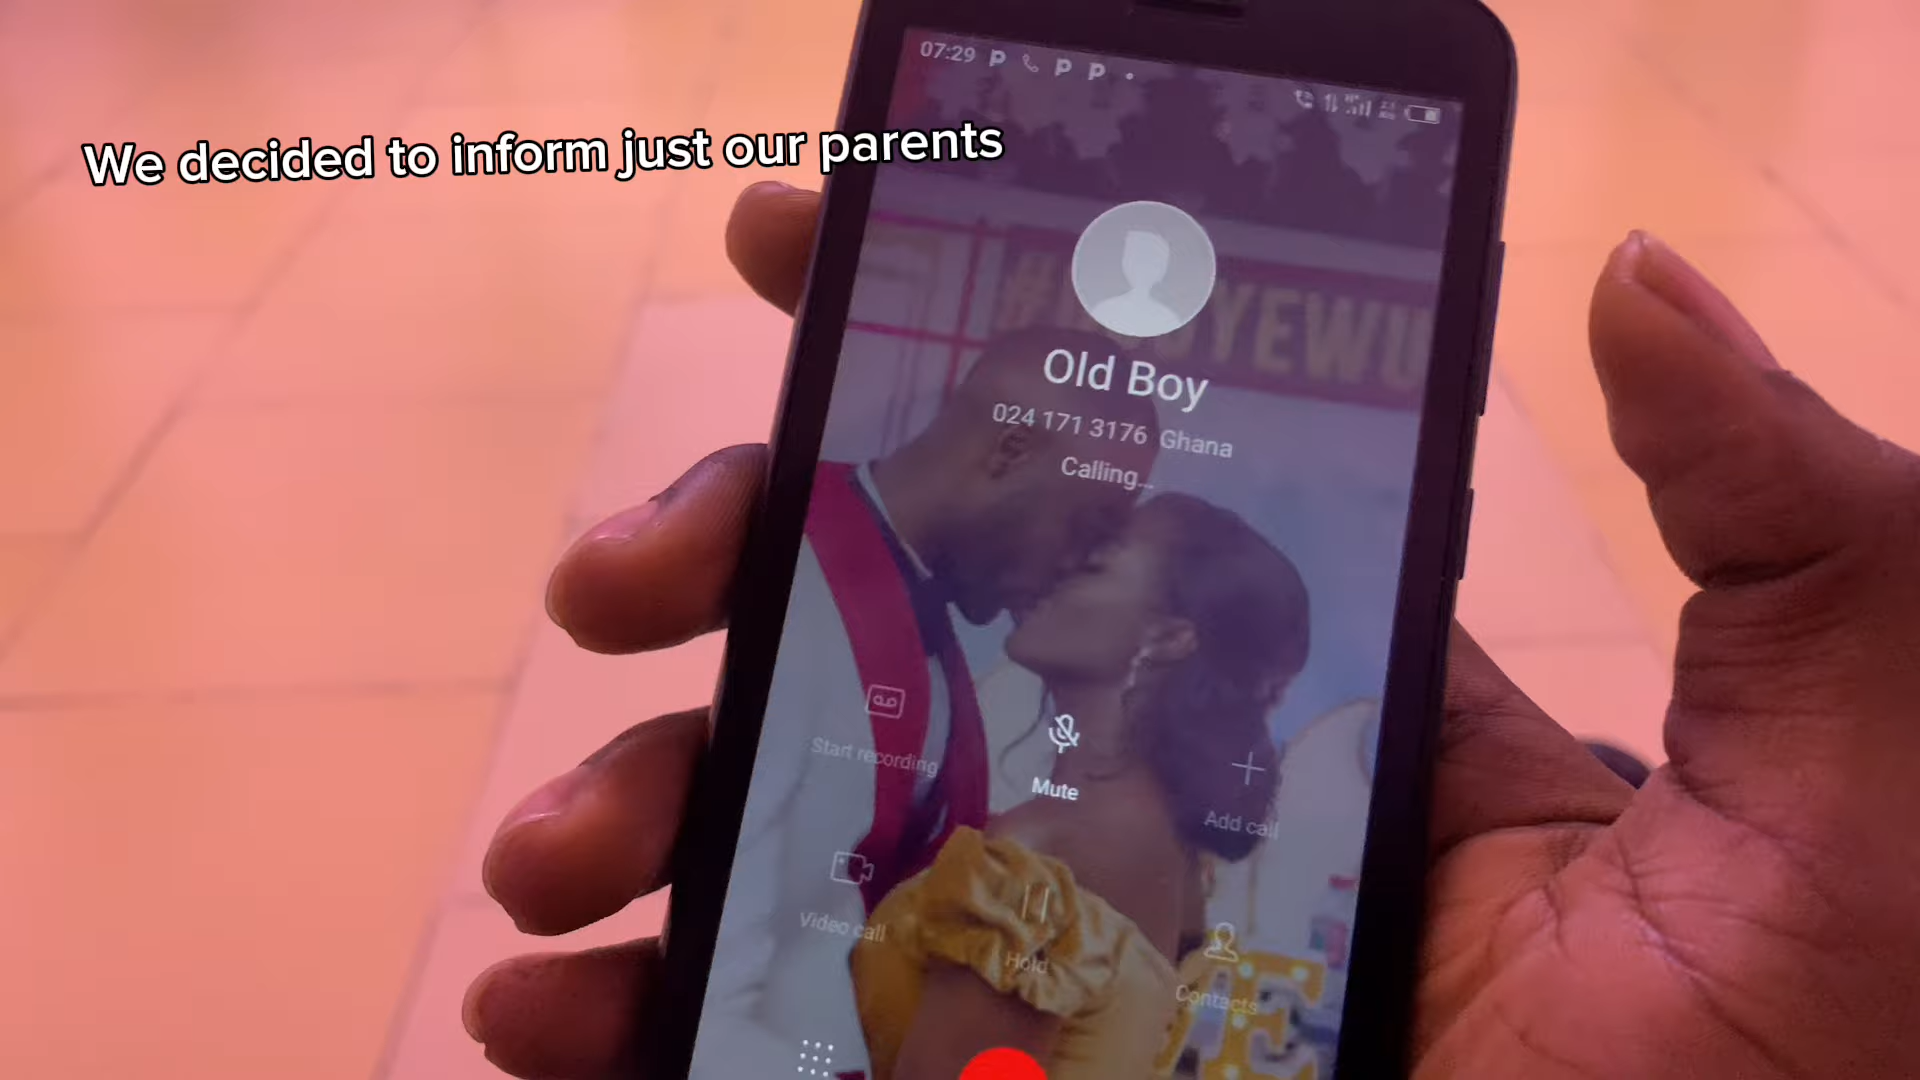 07:29
We decided to inform just our parents
Old Boy
024 171 3176 Ghana
Calling...
Start recording
Mute
Add call
Video call
Hold
Contacts